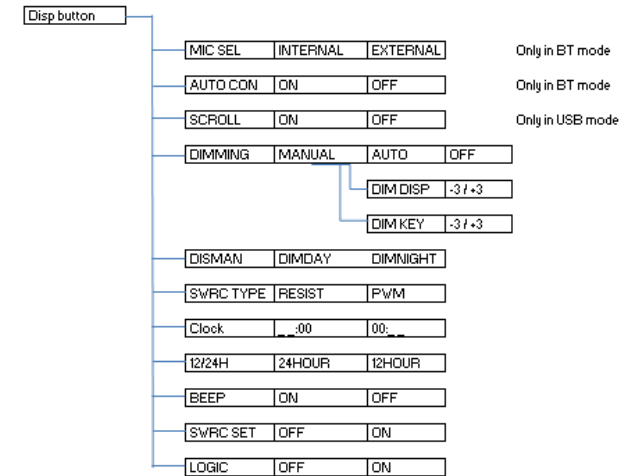 Disp button
MIC SEL INTERNAL EXTERNAL Only in BT mode
AUTO CON ON OFF Only in BT mode
SCROLL ON OFF Only in USB mode
DIMMING MANUAL AUTO OFF
DIM DISP -3 / +3
DIM KEY -3 / +3
DISMAN DIMDAY DIMNIGHT
SWRC TYPE RESIST PWM
Clock _ _:00 00:_ _
12/24H 24HOUR 12HOUR
BEEP ON OFF
SWRC SET OFF ON
LOGIC OFF ON